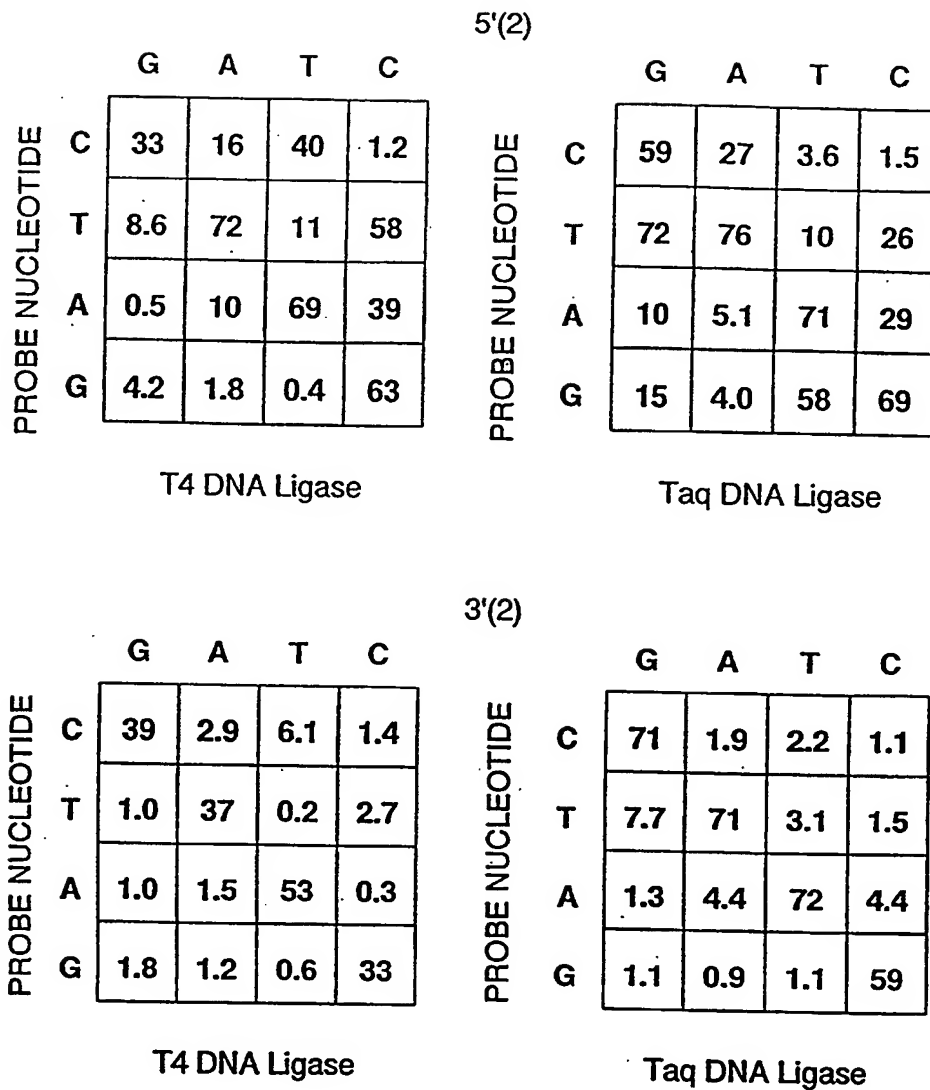 5'(2)
G A T C
PROBE NUCLEOTIDE
C 33 16 40 1.2
T 8.6 72 11 58
A 0.5 10 69 39
G 4.2 1.8 0.4 63
T4 DNA Ligase
G A T C
PROBE NUCLEOTIDE
C 59 27 3.6 1.5
T 72 76 10 26
A 10 5.1 71 29
G 15 4.0 58 69
Taq DNA Ligase
3'(2)
G A T C
PROBE NUCLEOTIDE
C 39 2.9 6.1 1.4
T 1.0 37 0.2 2.7
A 1.0 1.5 53 0.3
G 1.8 1.2 0.6 33
T4 DNA Ligase
G A T C
PROBE NUCLEOTIDE
C 71 1.9 2.2 1.1
T 7.7 71 3.1 1.5
A 1.3 4.4 72 4.4
G 1.1 0.9 1.1 59
Taq DNA Ligase